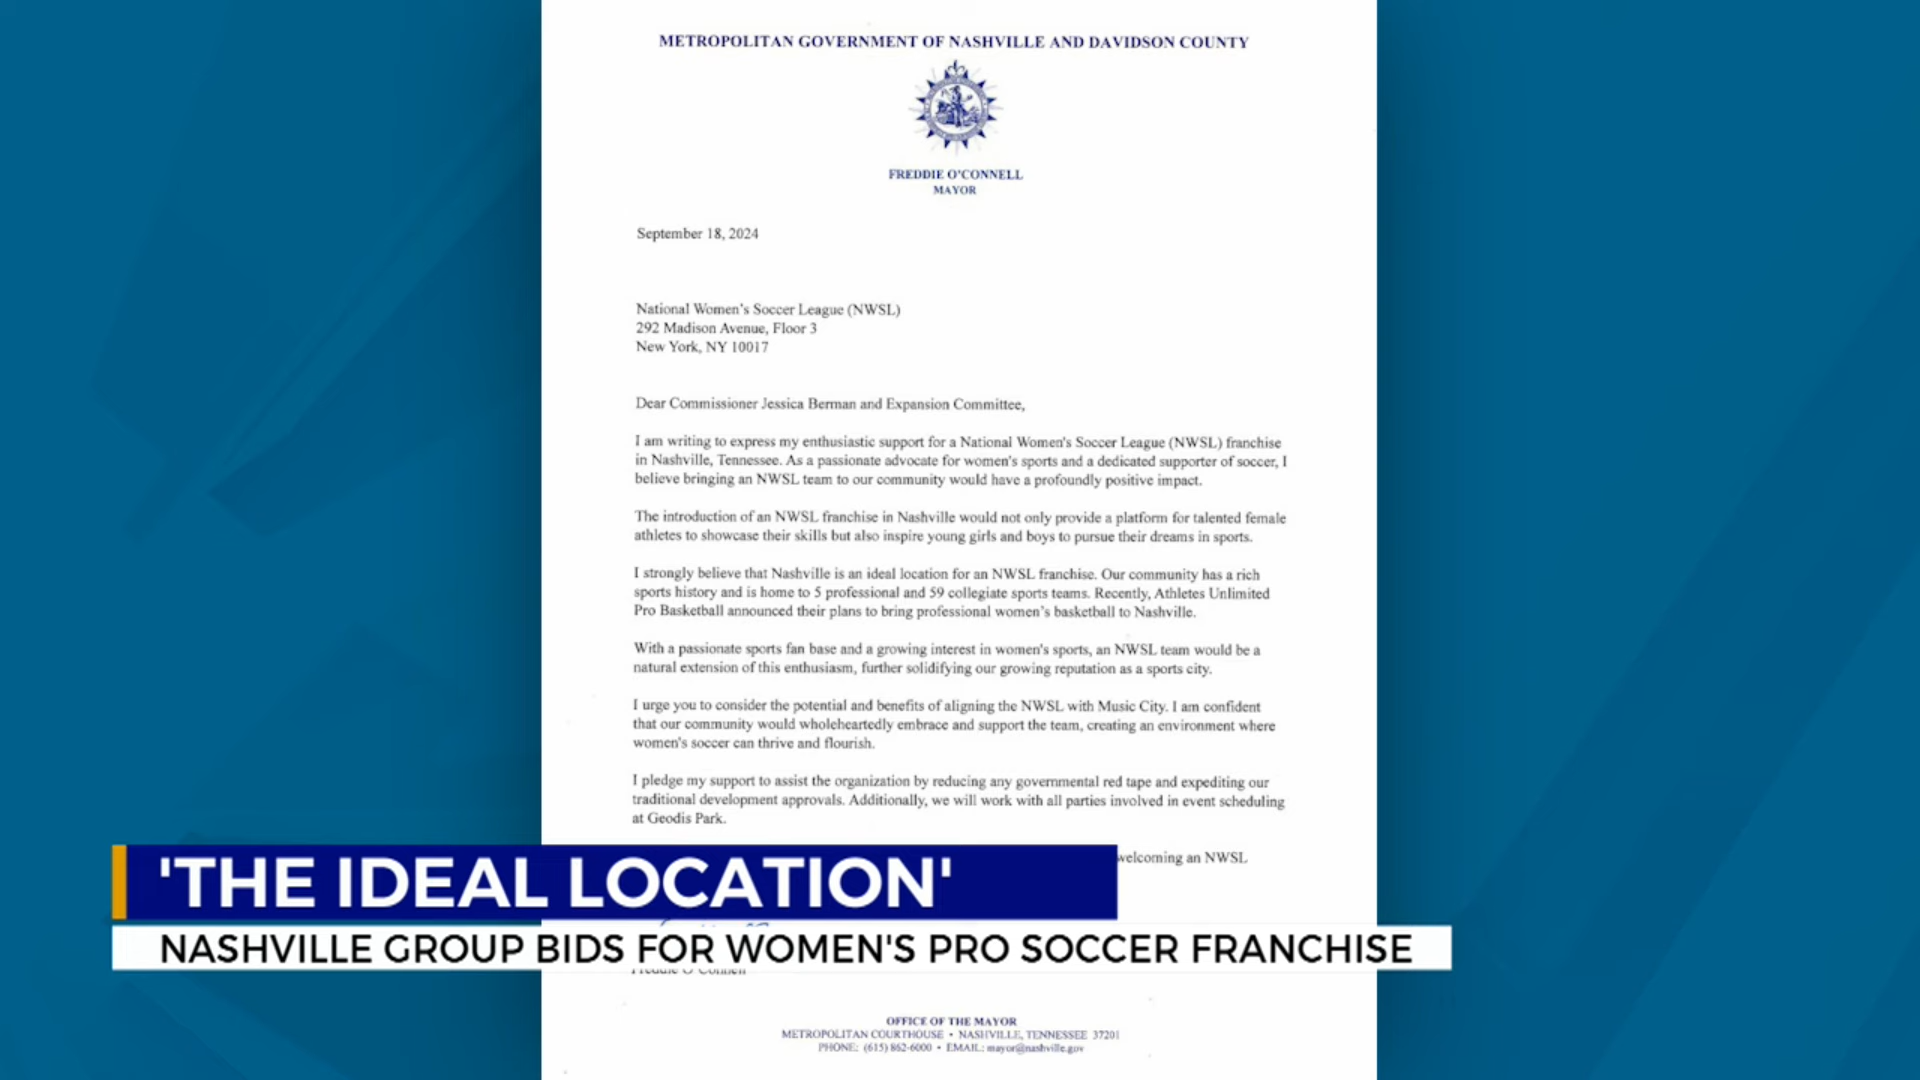 METROPOLITAN GOVERNMENT OF NASHVILLE AND DAVIDSON COUNTY
FREDDIE O'CONNELL
MAYOR
September 18, 2024
National Women's Soccer League (NWSL)
292 Madison Avenue, Floor 3
New York, NY 10017
Dear Commissioner Jessica Berman and Expansion Committee,
I am writing to express my enthusiastic support for a National Women's Soccer League (NWSL) franchise
in Nashville, Tennessee. As a passionate advocate for women's sports and a dedicated supporter of soccer, I
believe bringing an NWSL team to our community would have a profoundly positive impact.
The introduction of an NWSL franchise in Nashville would not only provide a platform for talented female
athletes to showcase their skills but also inspire young girls and boys to pursue their dreams in sports.
I strongly believe that Nashville is an ideal location for an NWSL franchise. Our community has a rich
sports history and is home to 5 professional and 59 collegiate sports teams. Recently, Athletes Unlimited
Pro Basketball announced their plans to bring professional women's basketball to Nashville.
With a passionate sports fan base and a growing interest in women's sports, an NWSL team would be a
natural extension of this enthusiasm, further solidifying our growing reputation as a sports city.
I urge you to consider the potential and benefits of aligning the NWSL with Music City. I am confident
that our community would wholeheartedly embrace and support the team, creating an environment where
women's soccer can thrive and flourish.
I pledge my support to assist the organization by reducing any governmental red tape and expediting our
traditional development approvals. Additionally, we will work with all parties involved in event scheduling
at Geodis Park.
welcoming an NWSL
'THE IDEAL LOCATION'
NASHVILLE GROUP BIDS FOR WOMEN'S PRO SOCCER FRANCHISE
OFFICE OF THE MAYOR
METROPOLITAN COURTHOUSE • NASHVILLE, TENNESSEE 37201
PHONE: (615) 862-6000 • EMAIL: mayor@nashville.gov